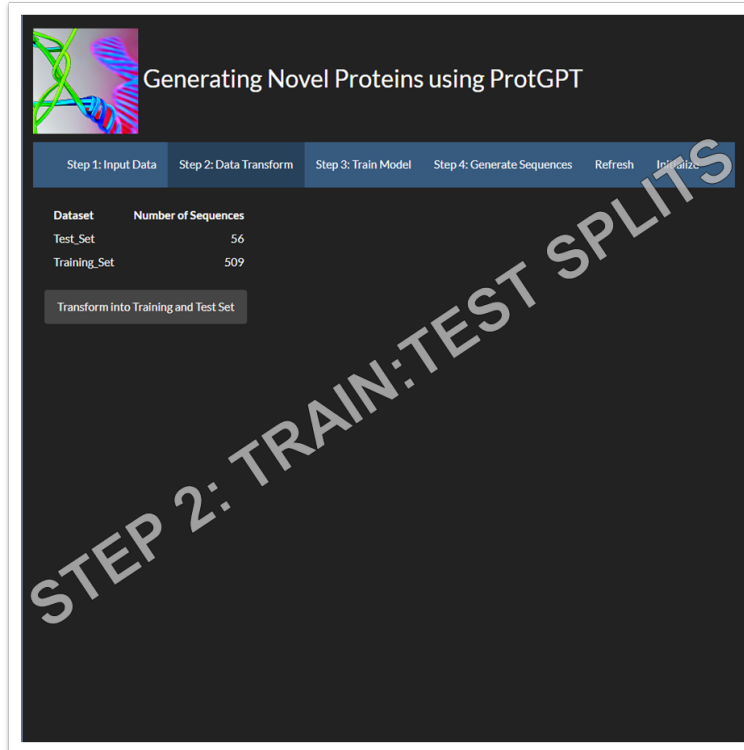 Generating Novel Proteins using ProtGPT
Step 1: Input Data Step 2: Data Transform Step 3: Train Model Step 4: Generate Sequences Refresh Initialize
Dataset Number of Sequences
Test_Set 56
Training_Set 509
Transform into Training and Test Set
STEP 2: TRAIN:TEST SPLITS